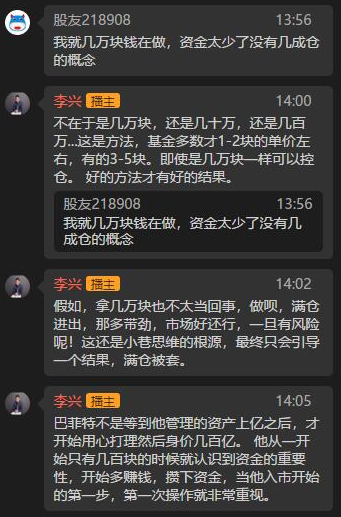 股友218908 13:56
我就几万块钱在做，资金太少了没有几成仓
的概念
李兴 播主 14:00
不在于是几万块，还是几十万，还是几百
万...这是方法，基金多数才1-2块的单价左
右，有的3-5块。即使是几万块一样可以控
仓。 好的方法才有好的结果。
股友218908 13:56
我就几万块钱在做，资金太少了没有几
成仓的概念
李兴 播主 14:02
假如，拿几万块也不太当回事，做呗，满仓
进出，那多带劲，市场好还行，一旦有风险
呢！这还是小巷思维的根源，最终只会引导
一个结果，满仓被套。
李兴 播主 14:05
巴菲特不是等到他管理的资产上亿之后，才
开始用心打理然后身价几百亿。 他从一开
始只有几百块的时候就认识到资金的重要
性，开始多赚钱，攒下资金，当他入市开始
的第一步，第一次操作就非常重视。